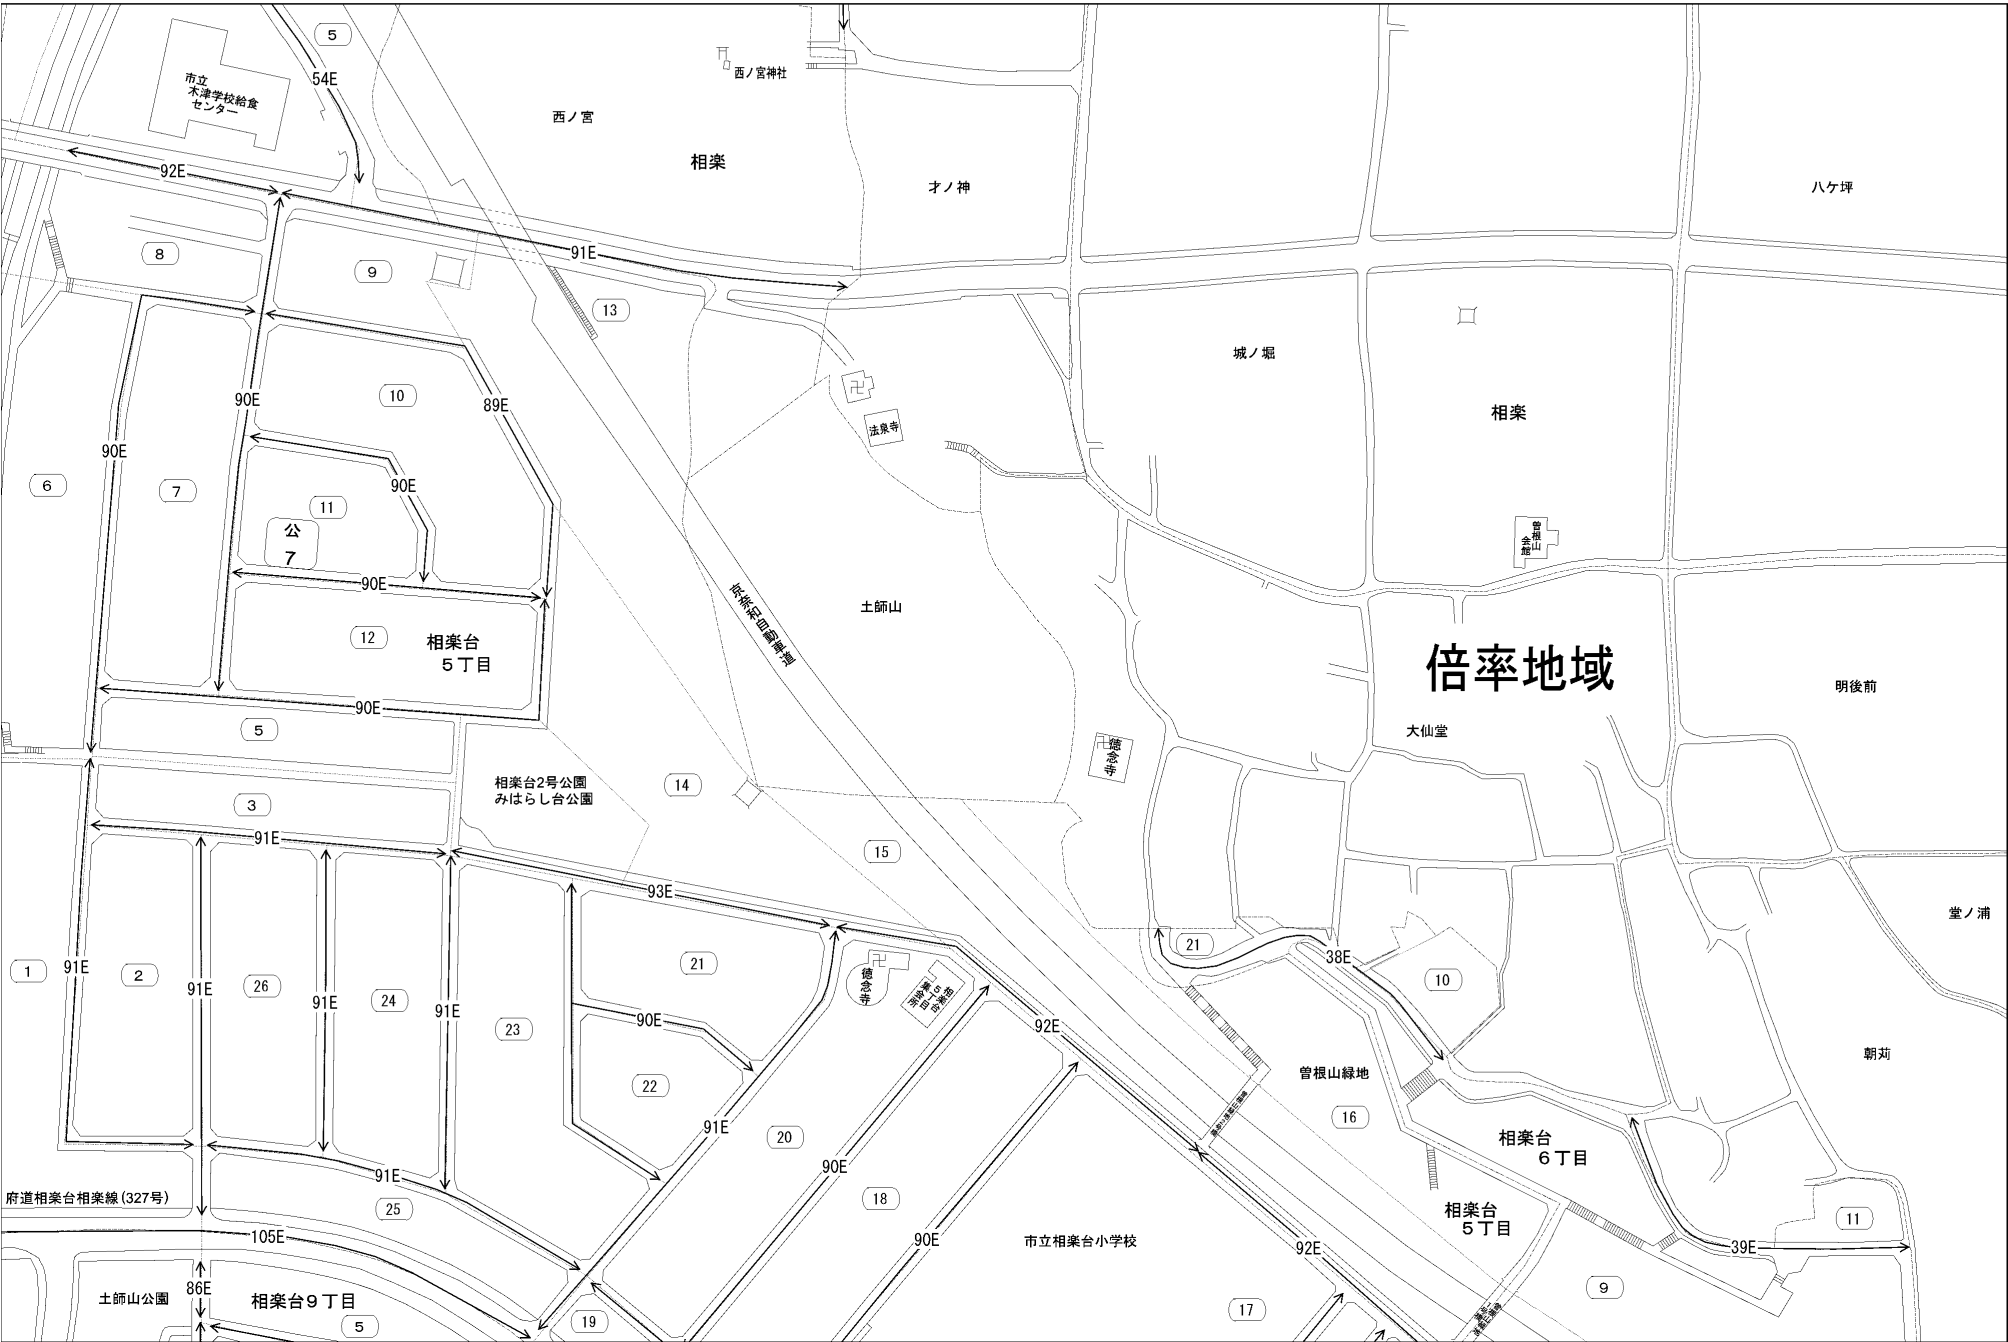 5
54E
市立
木津学校給食
センター
西ノ宮神社
西ノ宮
相楽
92E
才ノ神
八ケ坪
8
9
91E
13
城ノ堀
90E
10
89E
相楽
法泉寺
90E
6
7
90E
11
公
7
曽根山
会館
90E
京奈和自動車道
土師山
12
相楽台
5丁目
倍率地域
明後前
90E
5
大仙堂
徳念寺
相楽台2号公園
みはらし台公園
14
3
91E
15
93E
堂ノ浦
21
1
91E
2
91E
26
91E
24
91E
23
21
徳念寺
相楽台
5丁目
集会所
38E
10
90E
92E
朝苅
22
曽根山緑地
16
91E
20
90E
相楽台
6丁目
91E
府道相楽台相楽線(327号)
25
18
相楽台
5丁目
11
105E
90E
市立相楽台小学校
92E
39E
86E
土師山公園
相楽台9丁目
5
19
17
9